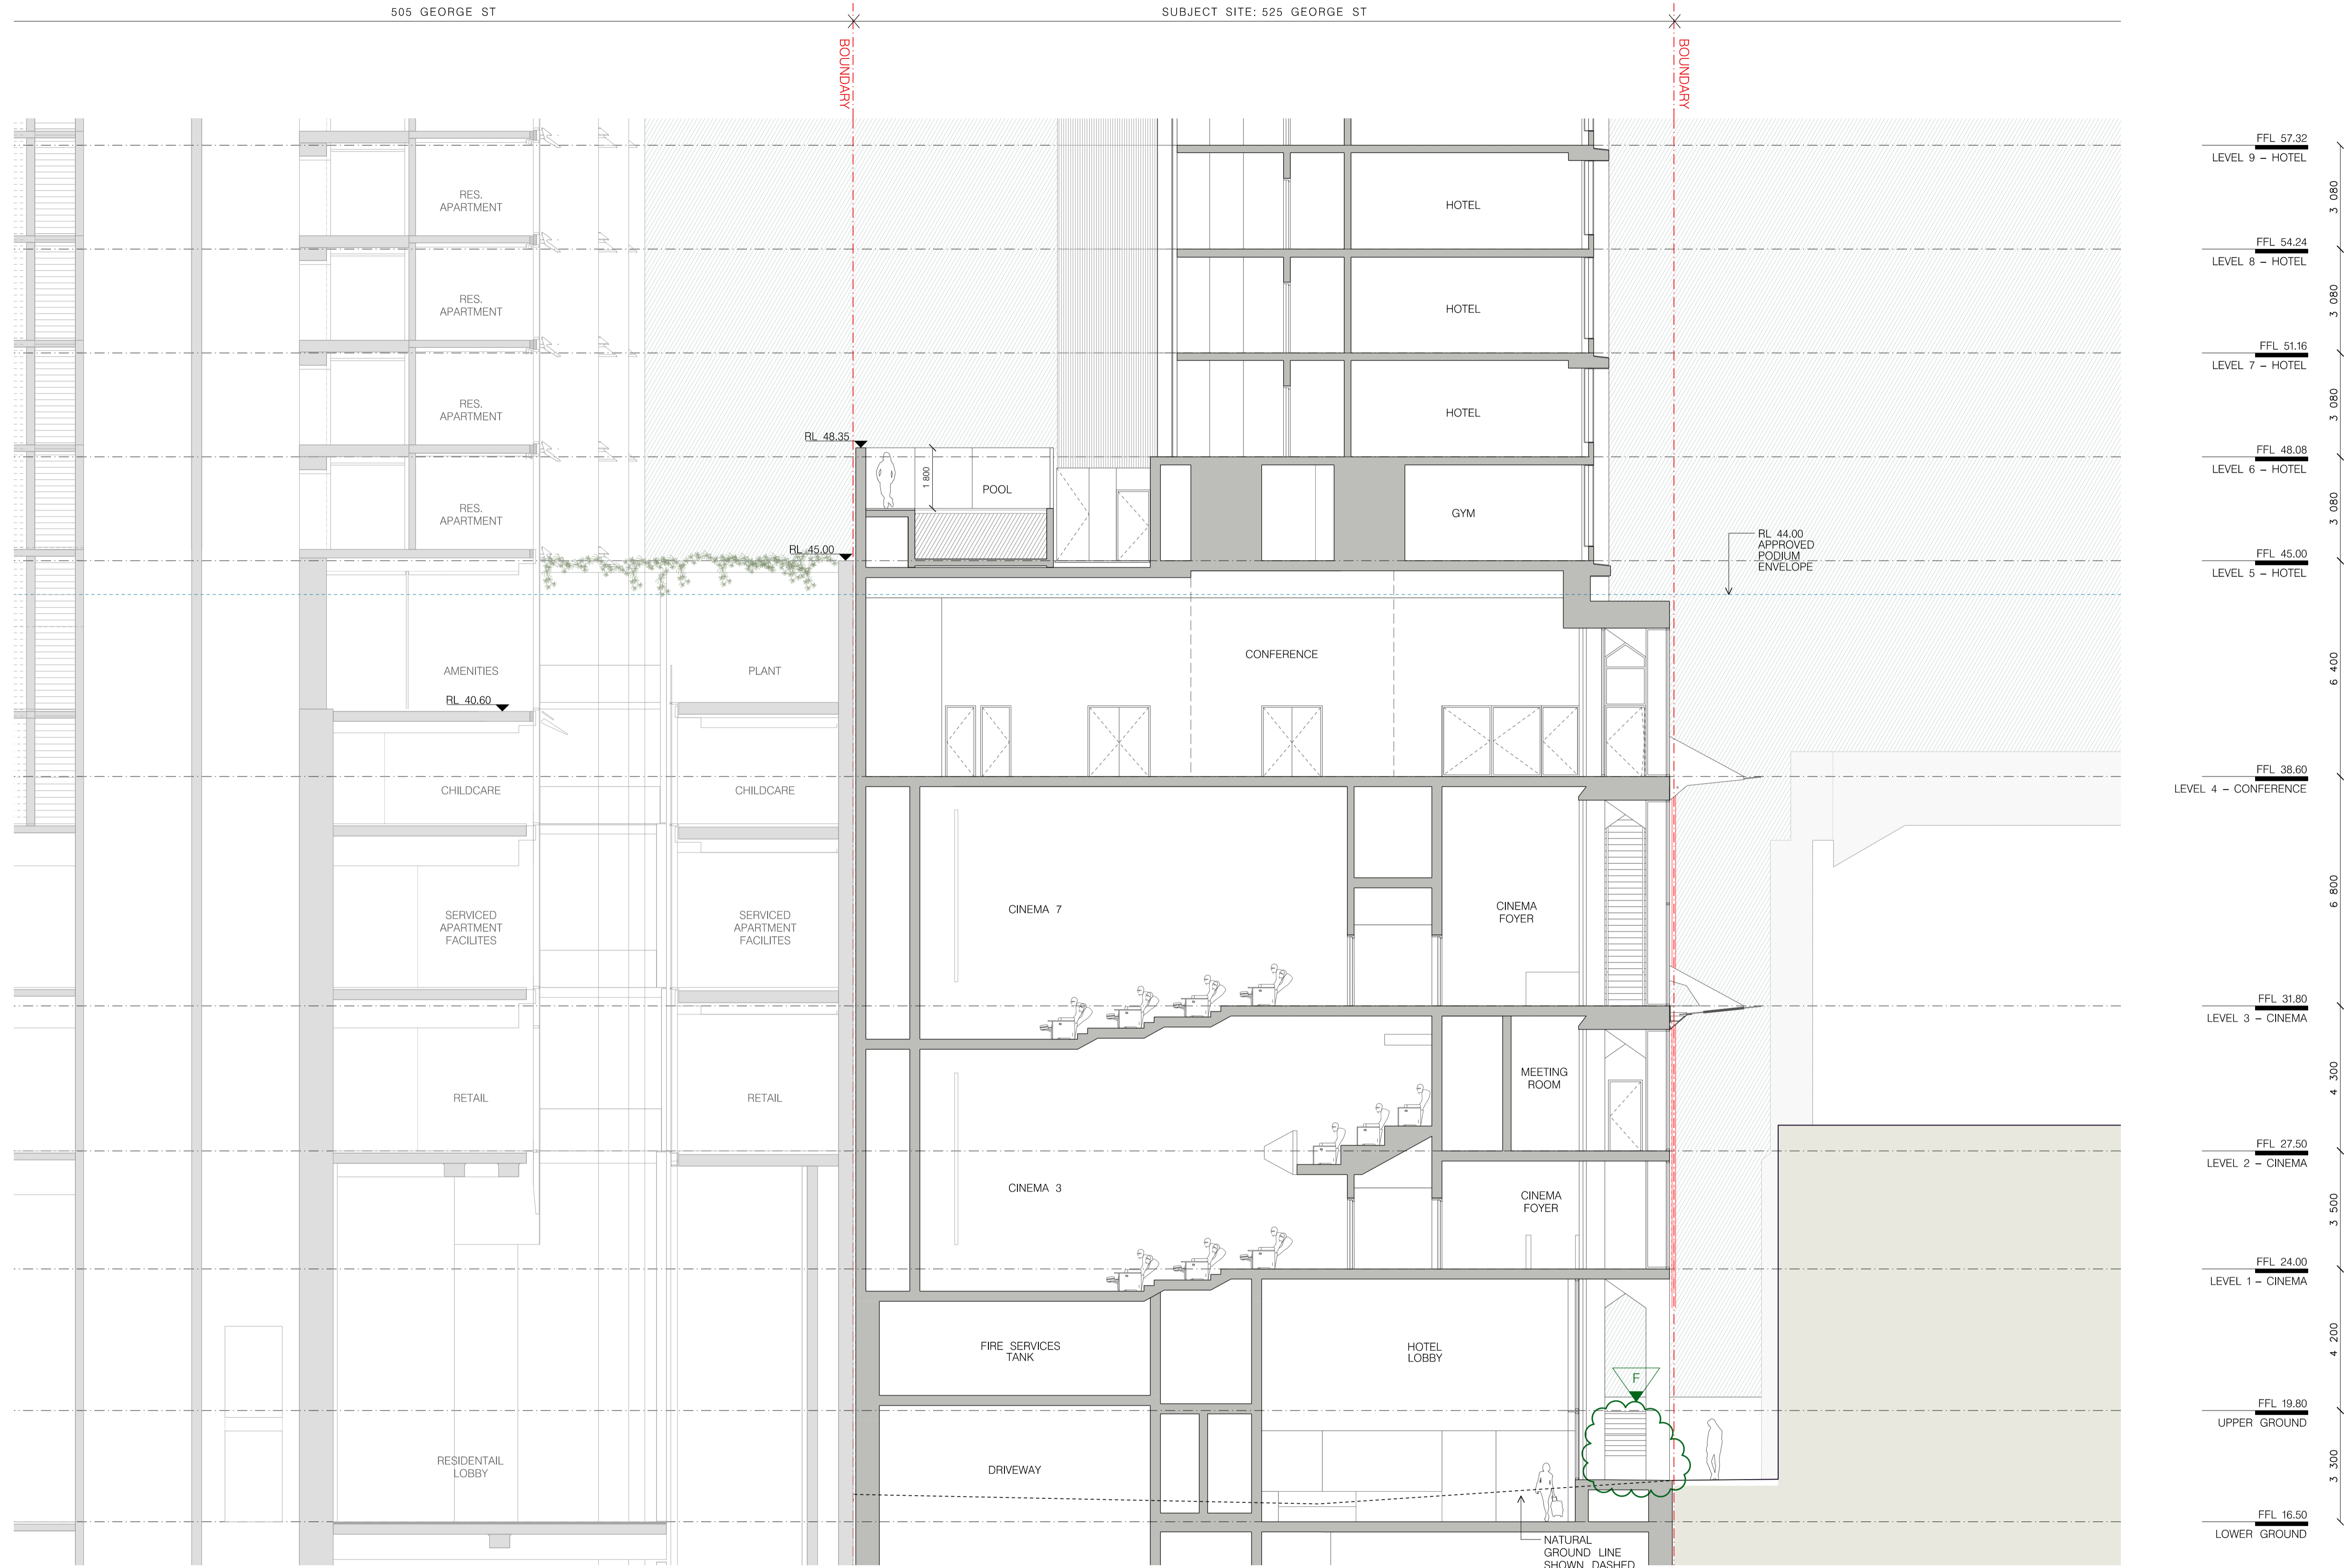 505 GEORGE ST
SUBJECT SITE: 525 GEORGE ST
BOUNDARY
BOUNDARY
FFL 57.32
LEVEL 9 – HOTEL
3 080
RES.
APARTMENT
HOTEL
FFL 54.24
LEVEL 8 – HOTEL
3 080
RES.
APARTMENT
HOTEL
FFL 51.16
LEVEL 7 – HOTEL
3 080
RES.
APARTMENT
HOTEL
RL 48.35
FFL 48.08
LEVEL 6 – HOTEL
3 080
1 800
POOL
RES.
APARTMENT
GYM
RL 44.00
APPROVED
PODIUM
ENVELOPE
RL 45.00
FFL 45.00
LEVEL 5 – HOTEL
6 400
CONFERENCE
AMENITIES
PLANT
RL 40.60
FFL 38.60
LEVEL 4 – CONFERENCE
CHILDCARE
CHILDCARE
6 800
CINEMA 7
CINEMA
FOYER
SERVICED
APARTMENT
FACILITES
SERVICED
APARTMENT
FACILITES
FFL 31.80
LEVEL 3 – CINEMA
4 300
MEETING
ROOM
RETAIL
RETAIL
FFL 27.50
LEVEL 2 – CINEMA
3 500
CINEMA 3
CINEMA
FOYER
FFL 24.00
LEVEL 1 – CINEMA
4 200
FIRE SERVICES
TANK
HOTEL
LOBBY
F
FFL 19.80
UPPER GROUND
3 300
RESIDENTAIL
LOBBY
DRIVEWAY
FFL 16.50
LOWER GROUND
NATURAL
GROUND LINE
SHOWN DASHED